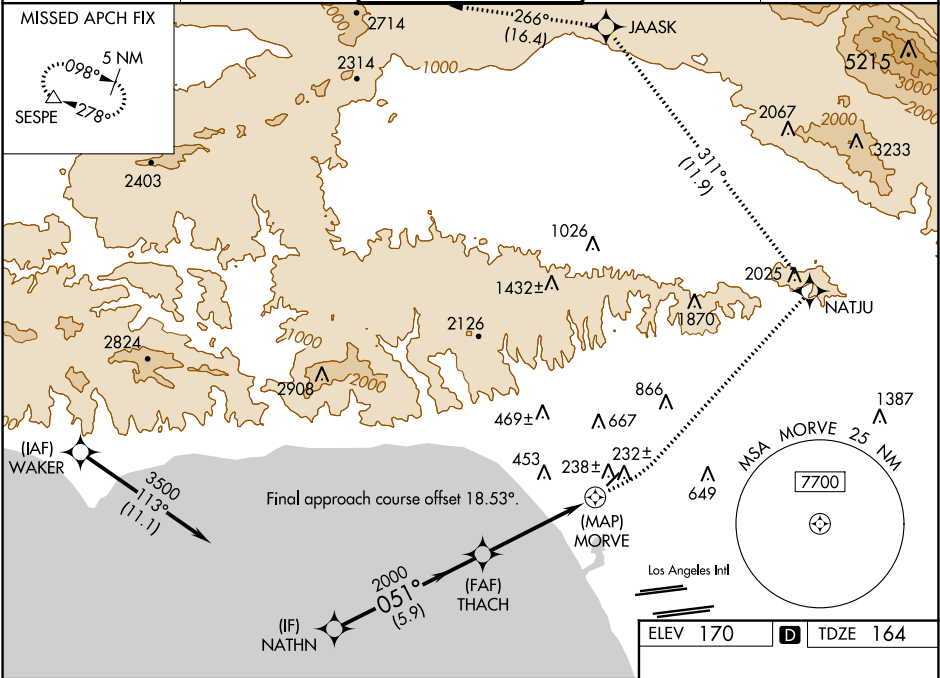 MISSED APCH FIX
5 NM
098°
278°
SESPE
2000
2714
2314
1000
266°
(16.4)
JAASK
5215
3000
2000
2067
2000
3233
2403
311°
(11.9)
1026
1432±
2025
NATJU
1870
2126
1000
2824
2908
2000
866
1387
469±
667
(IAF)
WAKER
453
238±
232±
649
3500
113°
(11.1)
Final approach course offset 18.53°.
(MAP)
MORVE
MSA MORVE 25 NM
7700
2000
051°
(5.9)
(FAF)
THACH
(IF)
NATHN
Los Angeles Intl
ELEV 170 D TDZE 164